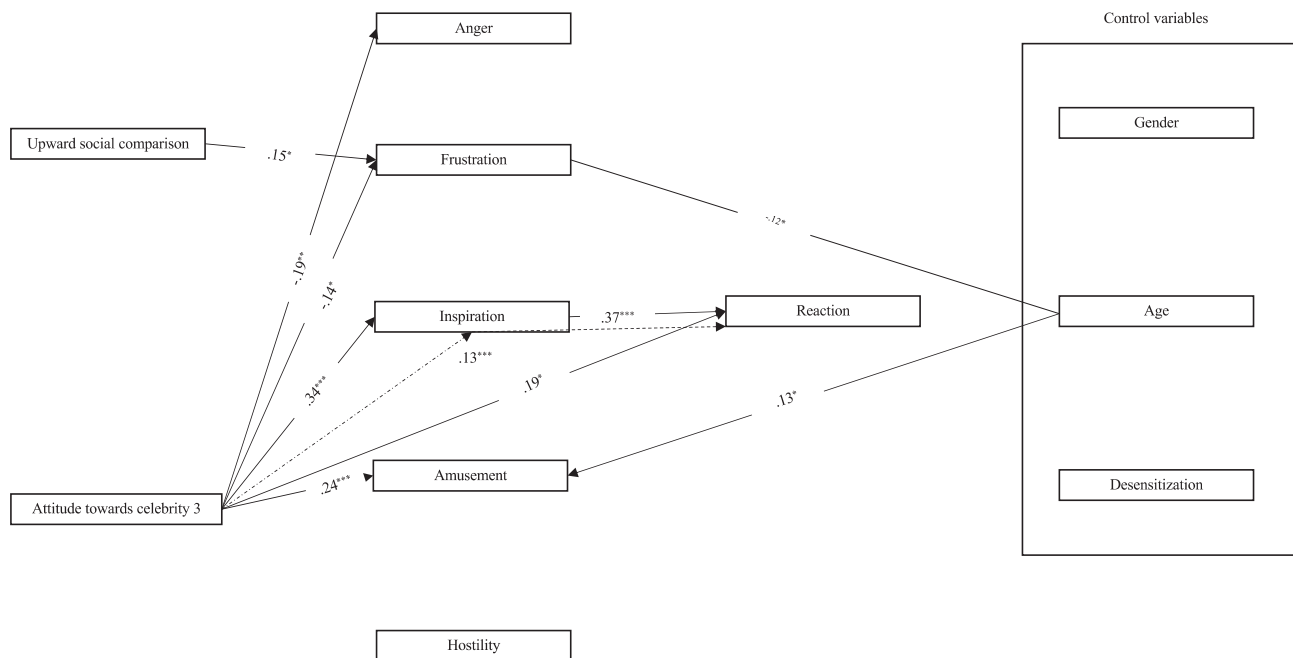 Control variables
Anger
Gender
Upward social comparison
.15*
Frustration
-.12*
-.19**
-.14*
Inspiration
.37***
Reaction
Age
.13***
.34***
.19*
.13*
Amusement
.24***
Desensitization
Attitude towards celebrity 3
Hostility